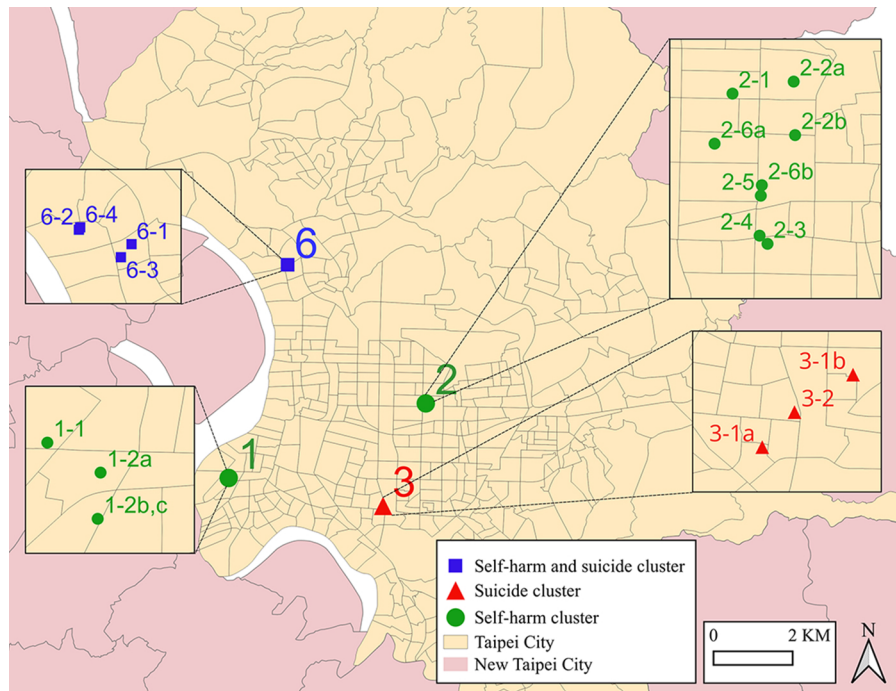 2-1
2-2a
2-6a
2-2b
2-6b
2-5
2-4
2-3
6-2
6-4
6-1
6-3
6
2
3-1b
3-2
3-1a
1-1
1-2a
1-2b,c
1
3
Self-harm and suicide cluster
Suicide cluster
Self-harm cluster
Taipei City
New Taipei City
0 2 KM
N